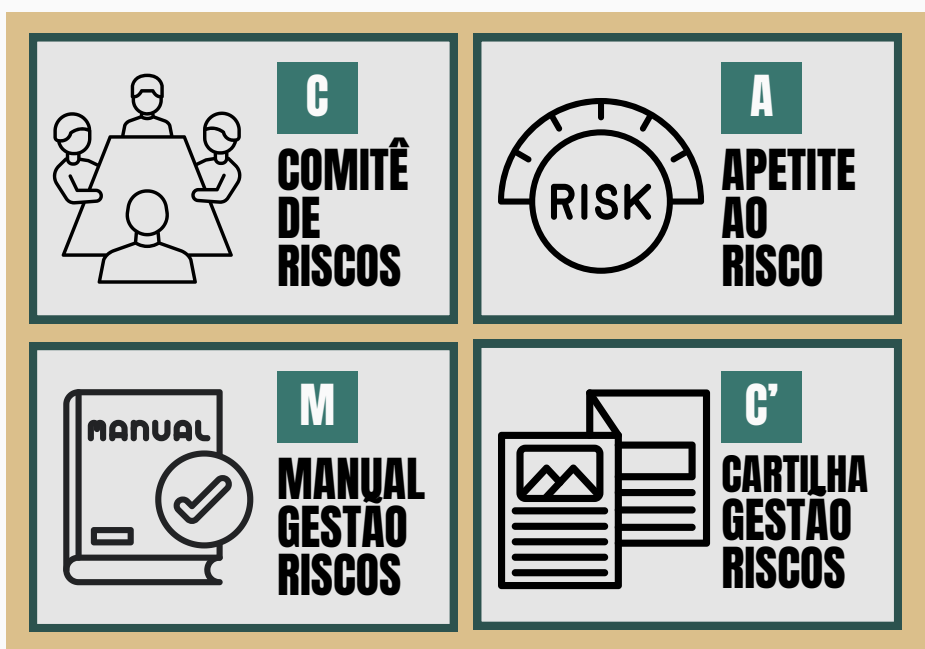 C
COMITÊ
DE
RISCOS
A
RISK
APETITE
AO
RISCO
M
MANUAL
MANUAL
GESTÃO
RISCOS
C’
CARTILHA
GESTÃO
RISCOS